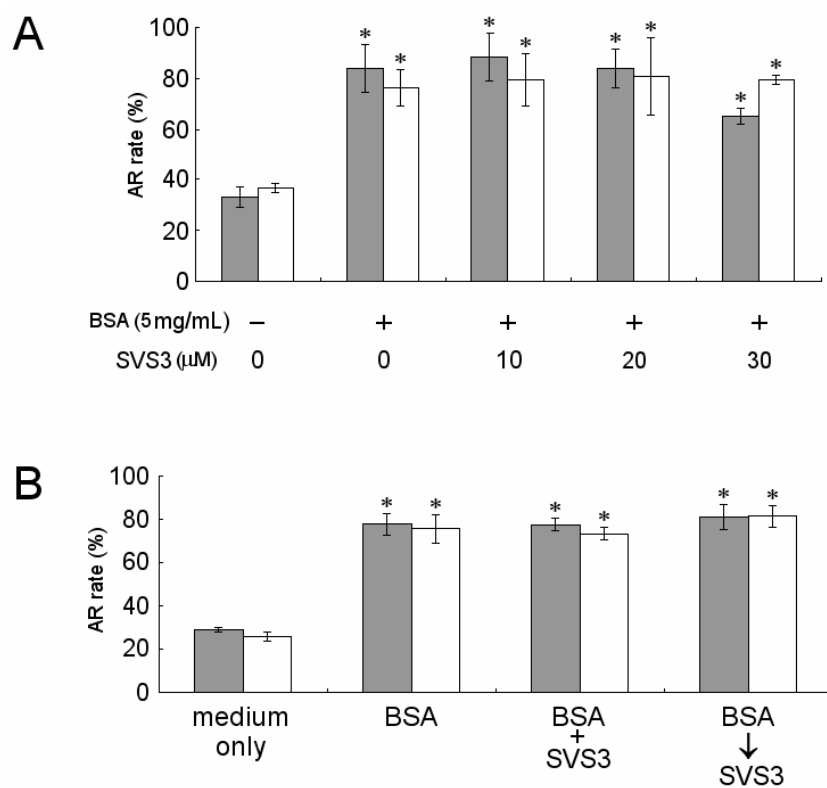 A
AR rate (%)
100
80
60
40
20
0
* * * * * * * *
BSA (5 mg/mL) − + + + +
SVS3 (μM) 0 0 10 20 30
B
AR rate (%)
100
80
60
40
20
0
* * * * * *
medium only
BSA
BSA + SVS3
BSA ↓ SVS3